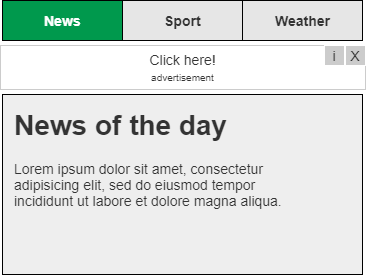 News Sport Weather
Click here! i X
advertisement
News of the day
Lorem ipsum dolor sit amet, consectetur
adipisicing elit, sed do eiusmod tempor
incididunt ut labore et dolore magna aliqua.